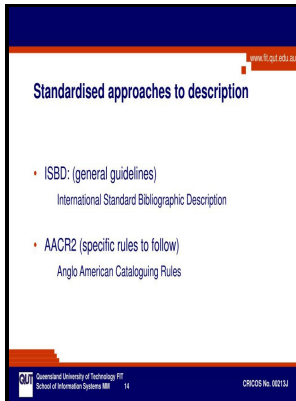 www.fit.qut.edu.au
Standardised approaches to description
• ISBD: (general guidelines)
International Standard Bibliographic Description
• AACR2 (specific rules to follow)
Anglo American Cataloguing Rules
QUT Queensland University of Technology FIT
School of Information Systems MM 14
CRICOS No. 00213J